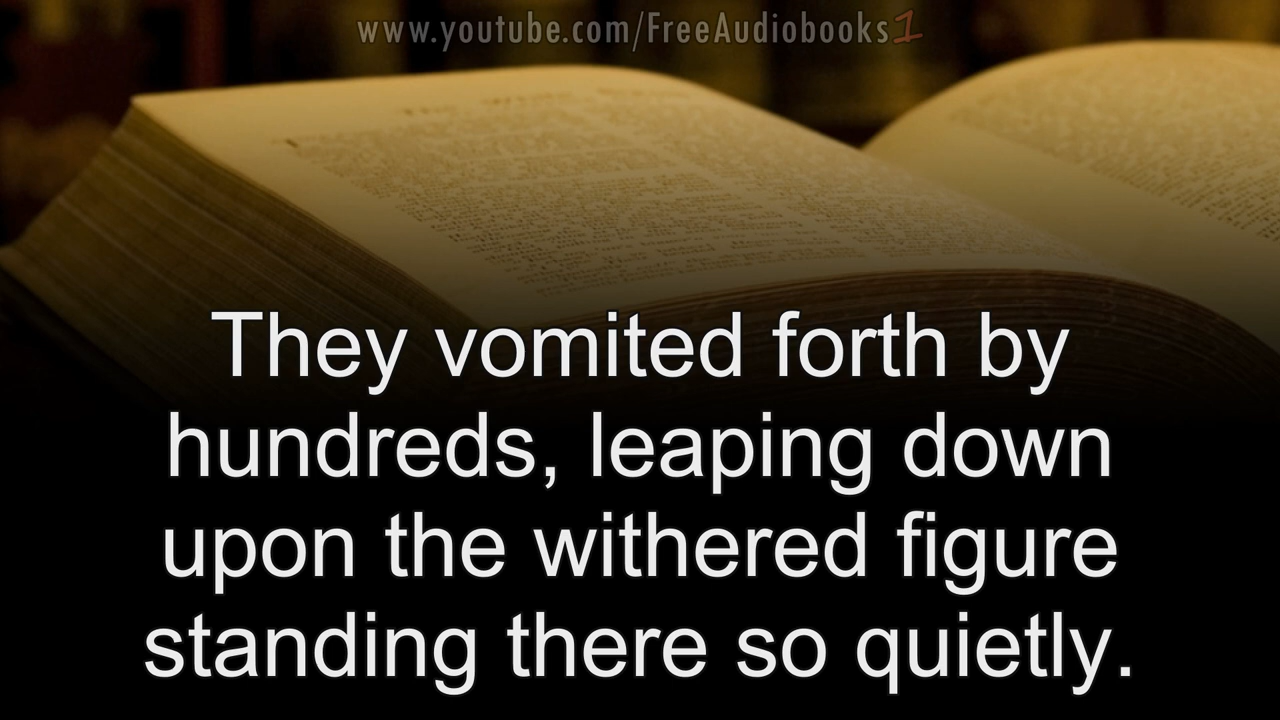 www.youtube.com/FreeAudiobooks1
They vomited forth by
hundreds, leaping down
upon the withered figure
standing there so quietly.